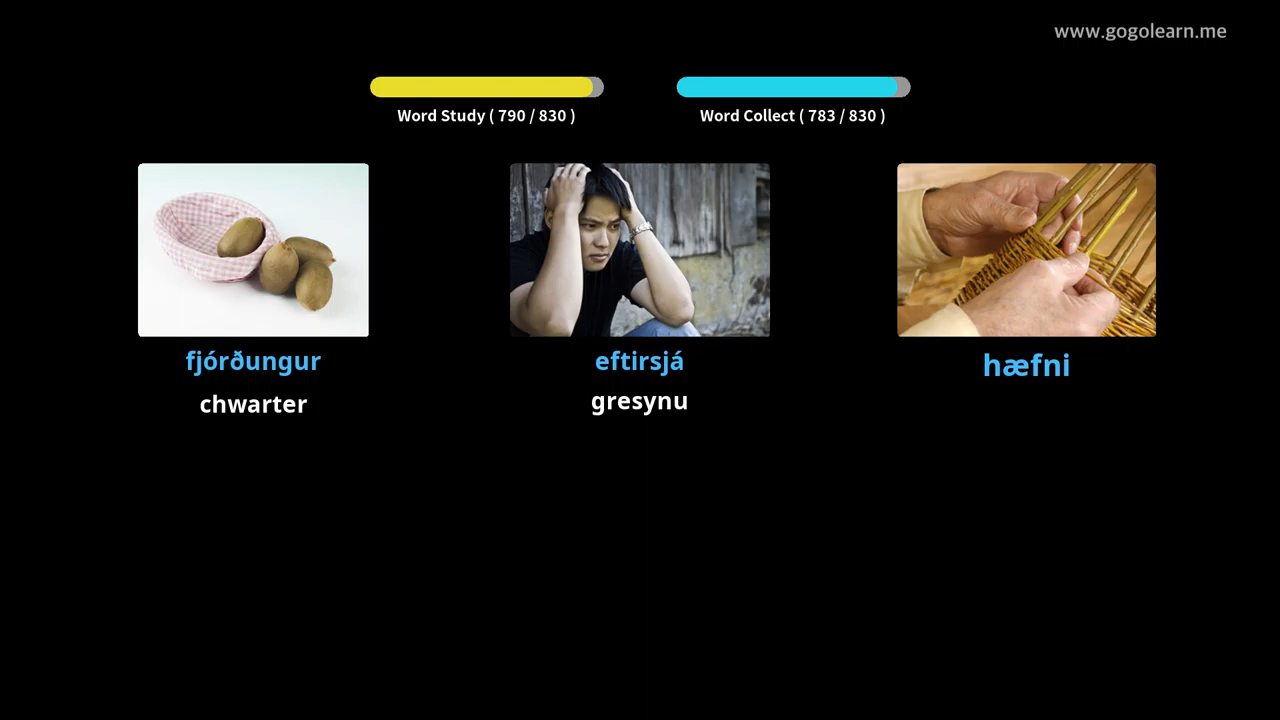 www.gogolearn.me
Word Study ( 790 / 830 )
Word Collect ( 783 / 830 )
fjórðungur
chwarter
eftirsjá
gresynu
hæfni